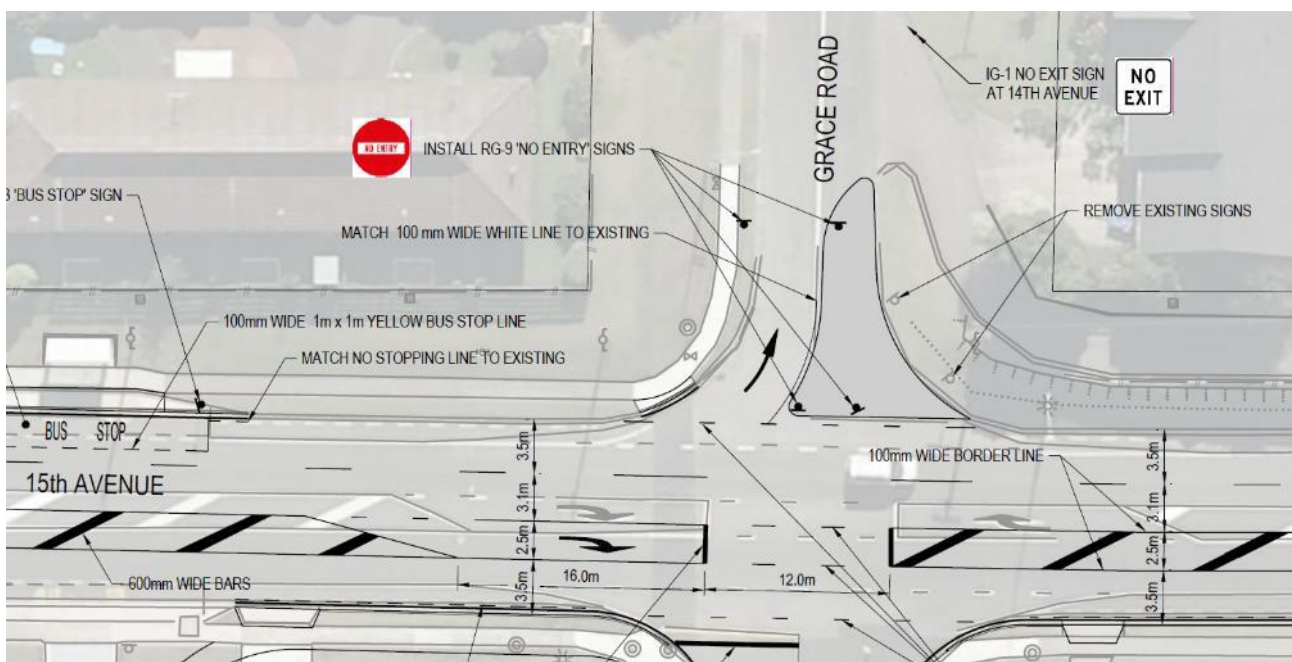 GRACE ROAD
IG-1 NO EXIT SIGN
AT 14TH AVENUE
NO
EXIT
NO ENTRY
INSTALL RG-9 'NO ENTRY' SIGNS
'BUS STOP' SIGN
REMOVE EXISTING SIGNS
MATCH 100 mm WIDE WHITE LINE TO EXISTING
100mm WIDE 1m x 1m YELLOW BUS STOP LINE
MATCH NO STOPPING LINE TO EXISTING
BUS STOP
3.5m
3.5m
100mm WIDE BORDER LINE
15th AVENUE
3.1m
3.1m
2.5m
2.5m
600mm WIDE BARS
16.0m
12.0m
3.5m
3.5m